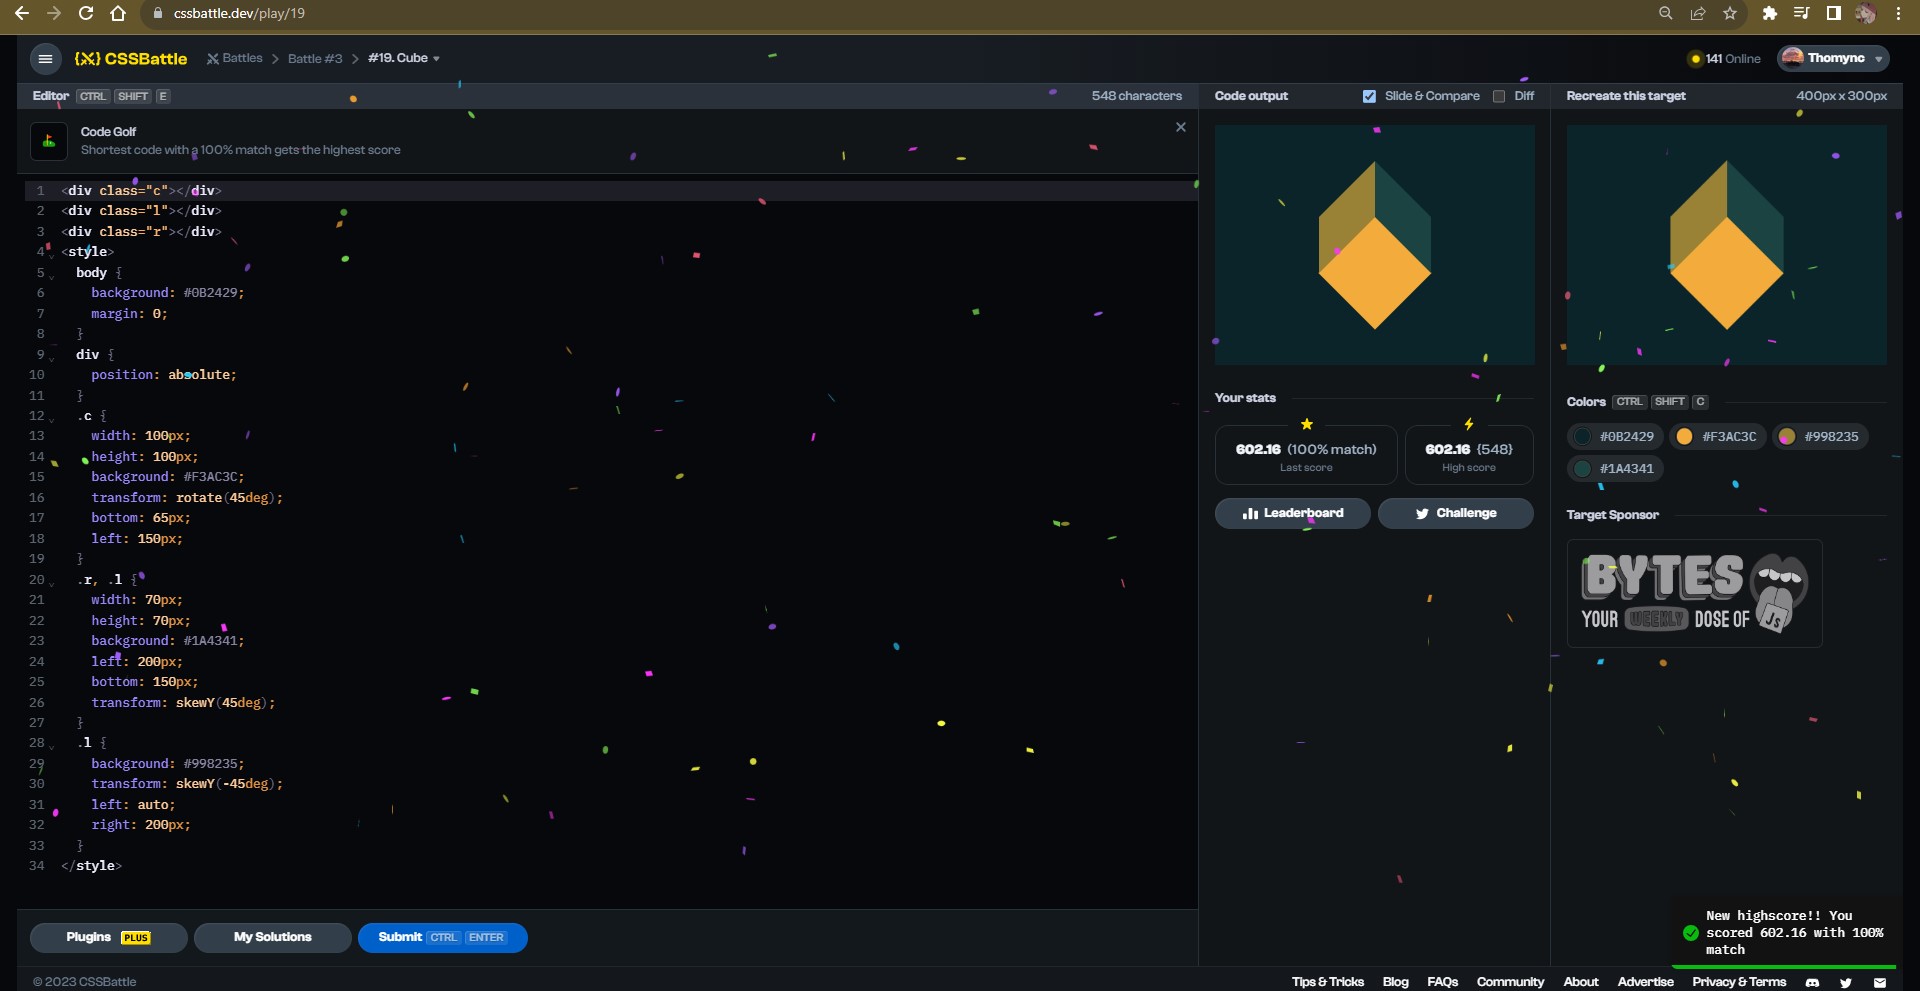 cssbattle.dev/play/19
CSSBattle
Battles > Battle #3 > #19. Cube
141 Online
Thomync
Editor CTRL SHIFT E
548 characters
Code output
Slide & Compare
Diff
Recreate this target
400px x 300px
Code Golf
Shortest code with a 100% match gets the highest score
1 <div class="c"></div>
2 <div class="l"></div>
3 <div class="r"></div>
4 <style>
5 body {
6 background: #0B2429;
7 margin: 0;
8 }
9 div {
10 position: absolute;
11 }
12 .c {
13 width: 100px;
14 height: 100px;
15 background: #F3AC3C;
16 transform: rotate(45deg);
17 bottom: 65px;
18 left: 150px;
19 }
20 .r, .l {
21 width: 70px;
22 height: 70px;
23 background: #1A4341;
24 left: 200px;
25 bottom: 150px;
26 transform: skewY(45deg);
27 }
28 .l {
29 background: #998235;
30 transform: skewY(-45deg);
31 left: auto;
32 right: 200px;
33 }
34 </style>
Your stats
602.16 (100% match)
Last score
602.16 {548}
High score
Leaderboard
Challenge
Colors CTRL SHIFT C
#0B2429
#F3AC3C
#998235
#1A4341
Target Sponsor
BYTES
YOUR WEEKLY DOSE OF
JS
Plugins PLUS
My Solutions
Submit CTRL ENTER
New highscore!! You
scored 602.16 with 100%
match
© 2023 CSSBattle
Tips & Tricks
Blog
FAQs
Community
About
Advertise
Privacy & Terms